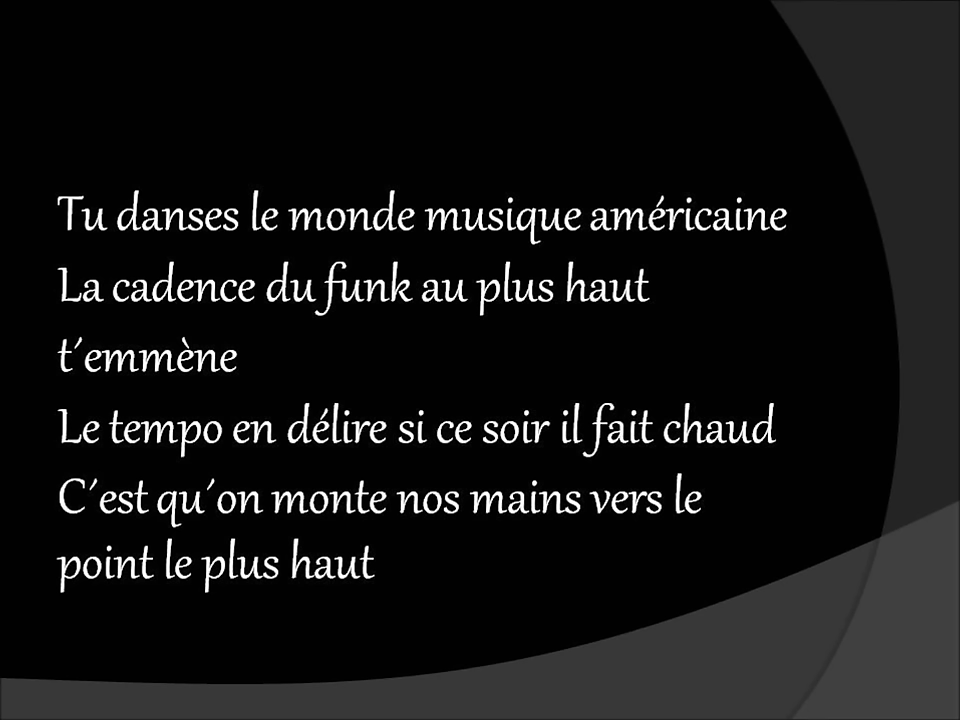 Tu danses le monde musique américaine
La cadence du funk au plus haut
t´emmène
Le tempo en délire si ce soir il fait chaud
C´est qu´on monte nos mains vers le
point le plus haut